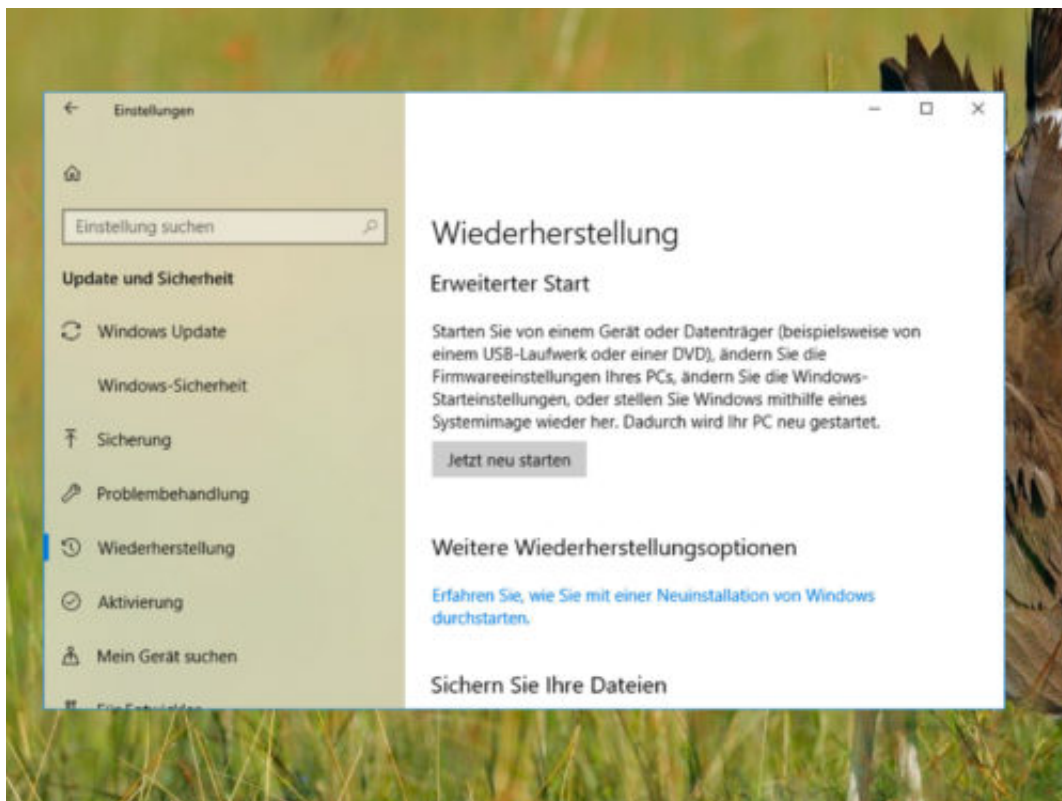 Einstellungen
Einstellung suchen
Update und Sicherheit
Windows Update
Windows-Sicherheit
Sicherung
Problembehandlung
Wiederherstellung
Aktivierung
Mein Gerät suchen
Wiederherstellung
Erweiterter Start
Starten Sie von einem Gerät oder Datenträger (beispielsweise von
einem USB-Laufwerk oder einer DVD), ändern Sie die
Firmwareeinstellungen Ihres PCs, ändern Sie die Windows-
Starteinstellungen, oder stellen Sie Windows mithilfe eines
Systemimage wieder her. Dadurch wird Ihr PC neu gestartet.
Jetzt neu starten
Weitere Wiederherstellungsoptionen
Erfahren Sie, wie Sie mit einer Neuinstallation von Windows
durchstarten.
Sichern Sie Ihre Dateien